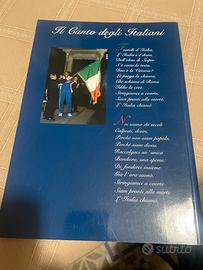 Il Canto degli Italiani
Fratelli d'Italia
L'Italia s'è desta,
Dell'elmo di Scipio
S'è cinta la testa.
Dov'è la Vittoria?
Le porga la chioma,
Che schiava di Roma
Iddio la creò.
Stringiamci a coorte,
Siam pronti alla morte,
L'Italia chiamò.
Noi siamo da secoli
Calpesti, derisi,
Perché non siam popolo,
Perché siam divisi.
Raccolgaci un'unica
Bandiera, una speme:
Di fonderci insieme
Già l'ora suonò.
Stringiamci a coorte,
Siam pronti alla morte,
L'Italia chiamò.
subito